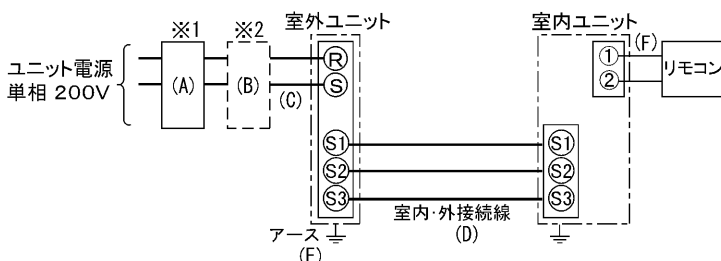 ※1
※2
室外ユニット
室内ユニット
ユニット電源
単相 200V
(A)
(B)
(C)
R
S
S1
S2
S3
室内・外接続線
(D)
アース
(E)
S1
S2
S3
①
②
(F)
リモコン